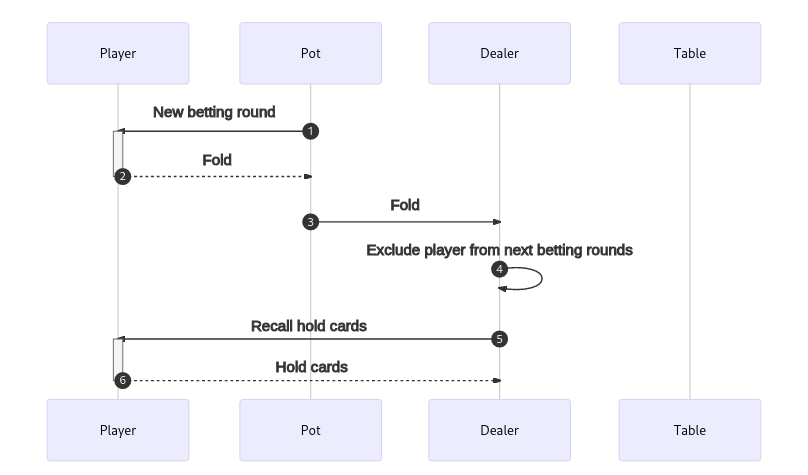 Player
Pot
Dealer
Table
New betting round
1
Fold
2
Fold
3
Exclude player from next betting rounds
4
Recall hold cards
5
Hold cards
6
Player
Pot
Dealer
Table